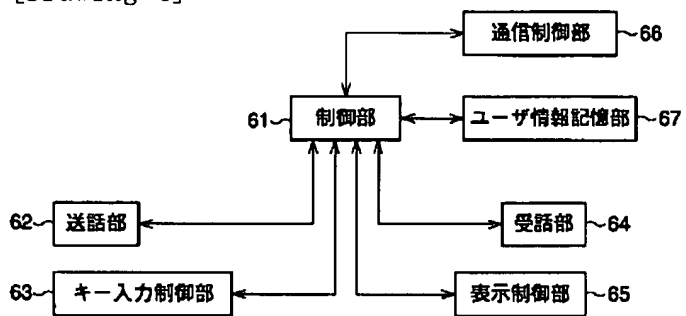 通信制御部 66
61 制御部
ユーザ情報記憶部 67
62 送話部
受話部 64
63 キー入力制御部
表示制御部 65